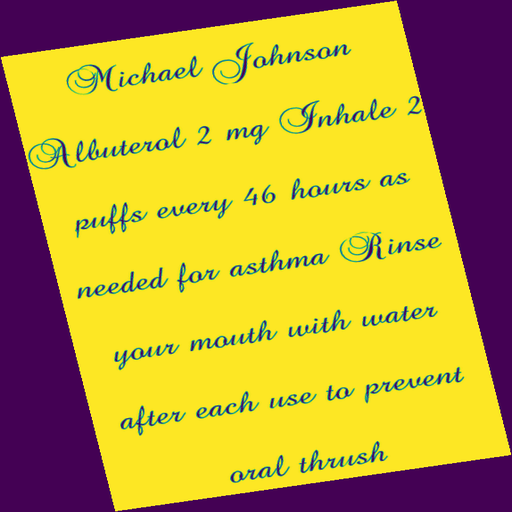 Michael Johnson
Albuterol 2 mg Inhale 2
puffs every 46 hours as
needed for asthma Rinse
your mouth with water
after each use to prevent
oral thrush